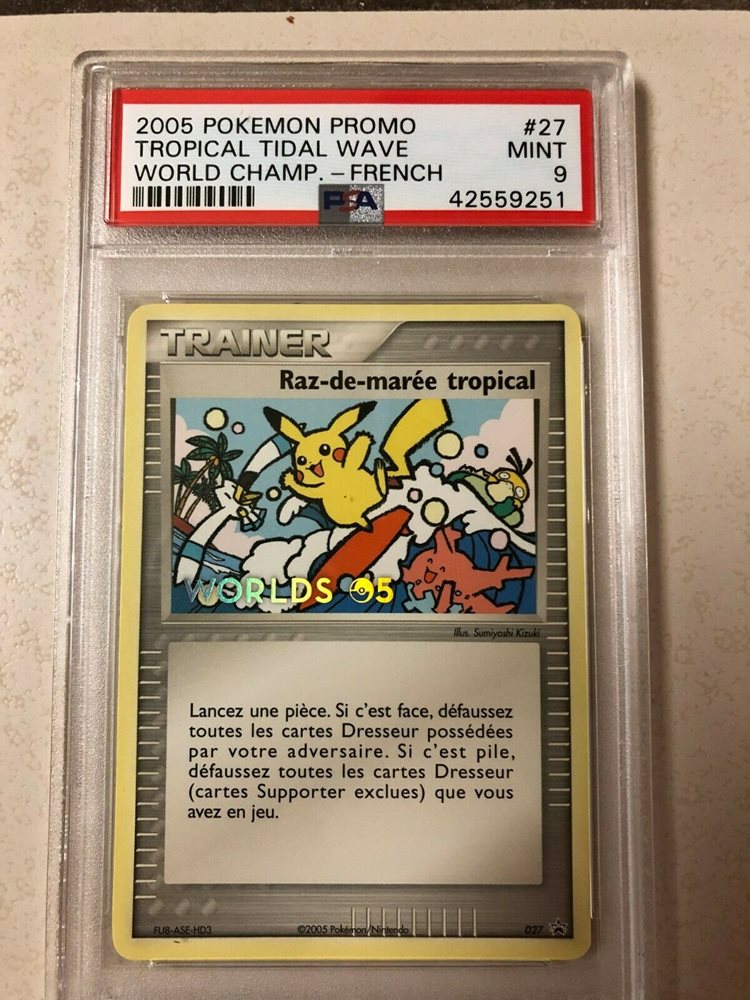 2005 POKEMON PROMO #27
TROPICAL TIDAL WAVE MINT
WORLD CHAMP. – FRENCH 9
PSA 42559251
TRAINER
Raz-de-marée tropical
WORLDS 05
Illus. Sumiyoshi Kizuki
Lancez une pièce. Si c'est face, défaussez
toutes les cartes Dresseur possédées
par votre adversaire. Si c'est pile,
défaussez toutes les cartes Dresseur
(cartes Supporter exclues) que vous
avez en jeu.
FU8-ASE-HD3 ©2005 Pokémon/Nintendo 027